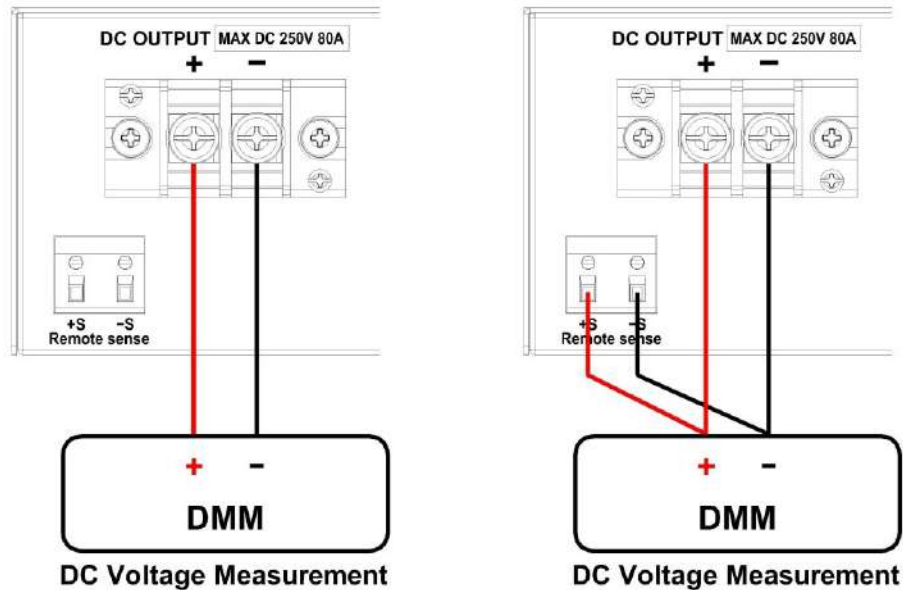 DC OUTPUT MAX DC 250V 80A
+ −
+S −S
Remote sense
+ −
DMM
DC Voltage Measurement
DC OUTPUT MAX DC 250V 80A
+ −
+S −S
Remote sense
+ −
DMM
DC Voltage Measurement